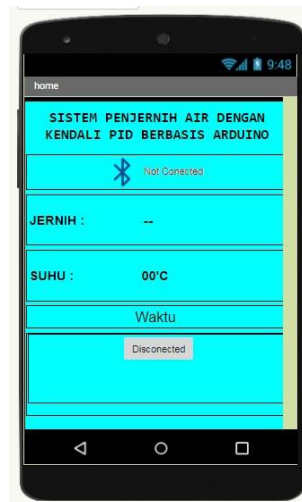 9:48
home
SISTEM PENJERNIH AIR DENGAN
KENDALI PID BERBASIS ARDUINO
Not Conected
JERNIH : --
SUHU : 00'C
Waktu
Disconected